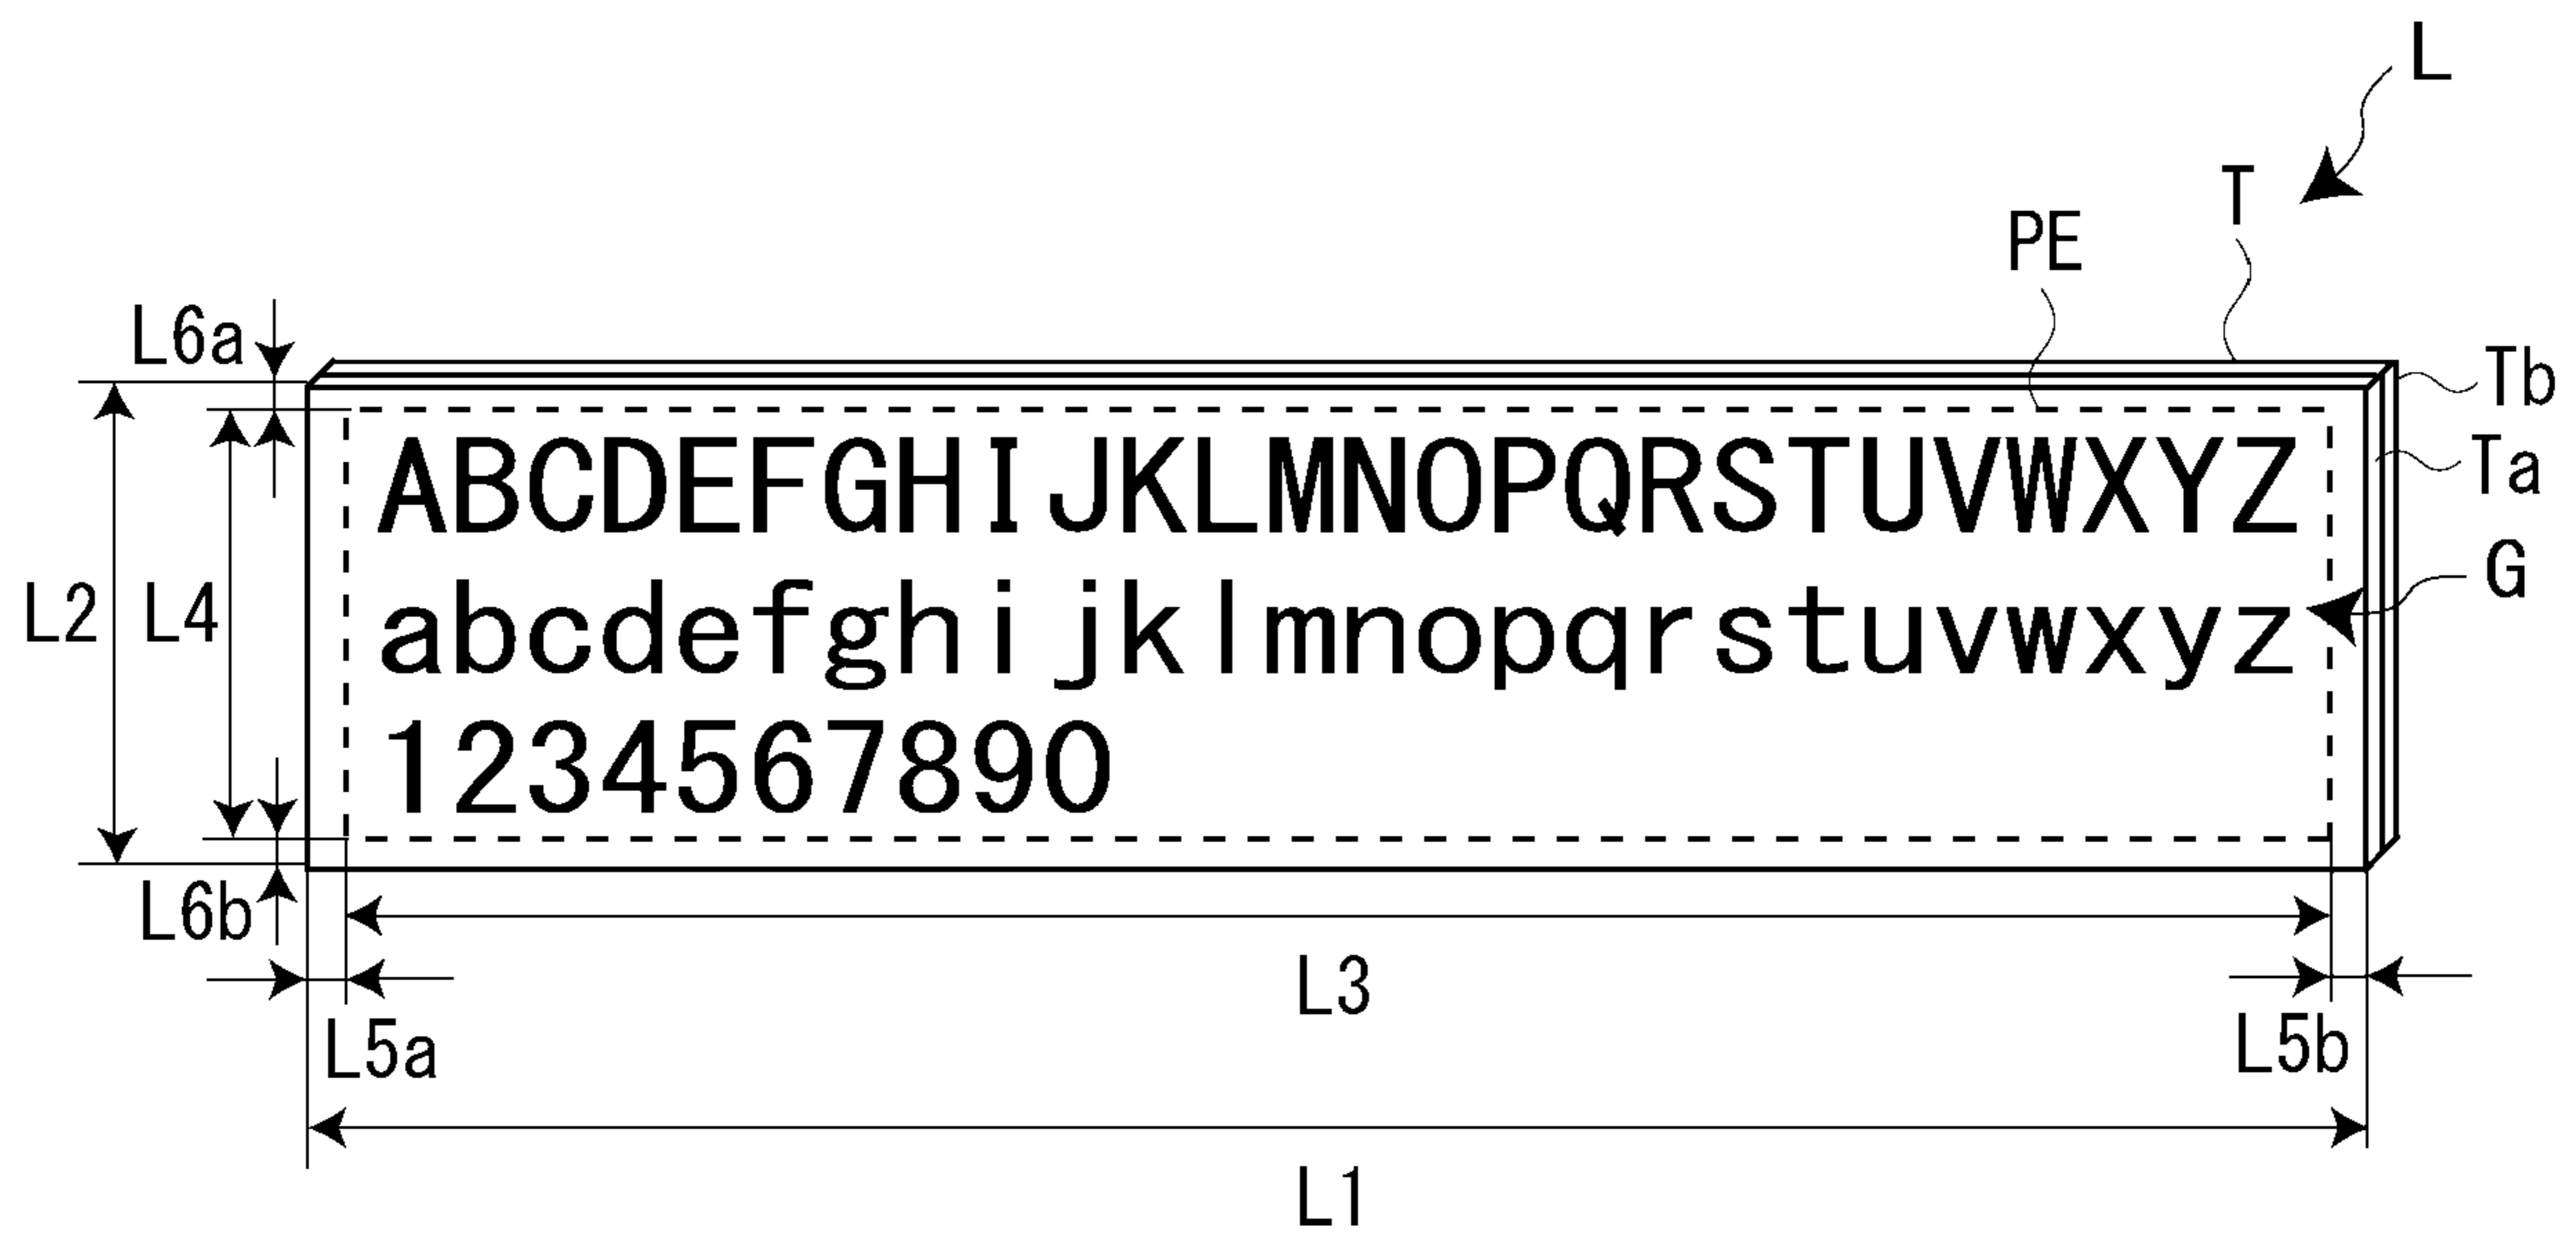 L
T
PE
L6a
Tb
ABCDEFGHIJKLMNOPQRSTUVWXYZ
Ta
G
L2
L4
abcdefghijklmnopqrstuvwxyz
1234567890
L6b
L3
L5a
L5b
L1